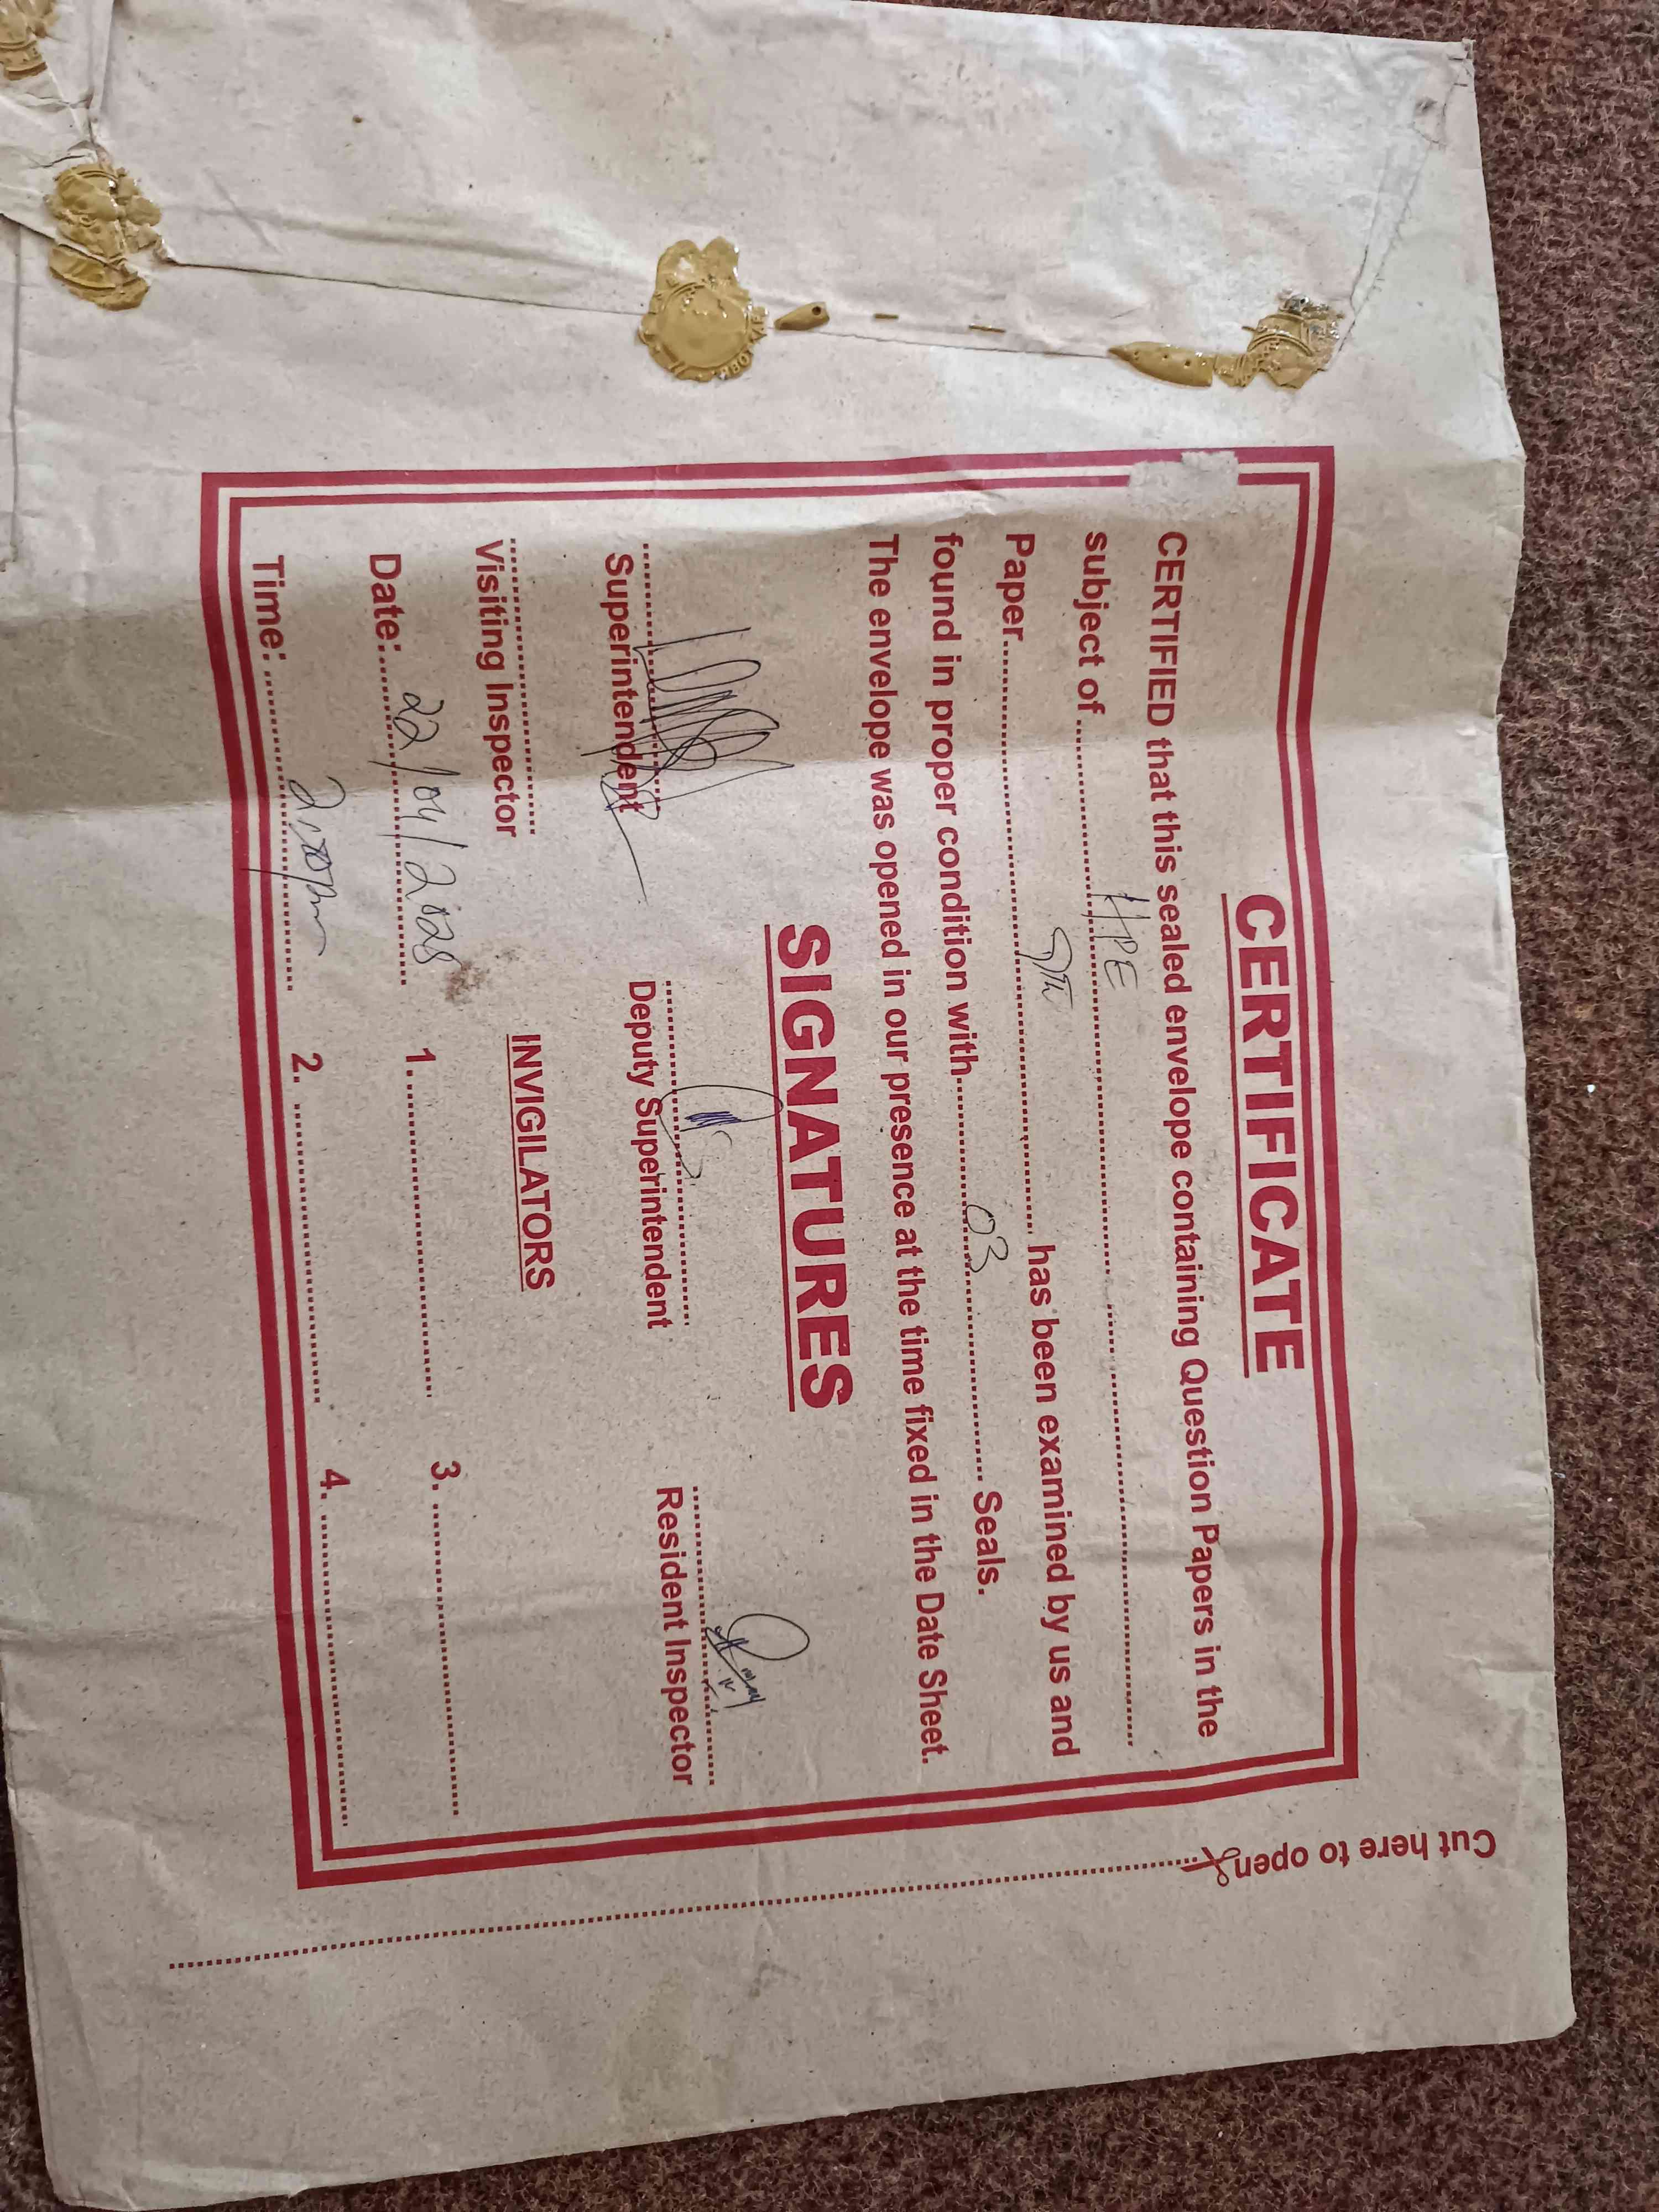 CERTIFICATE
CERTIFIED that this sealed envelope containing Question Papers in the
subject of ........ HPE ........
Paper ........ 9th ........ has been examined by us and
found in proper condition with ........ 03 ........ Seals.
The envelope was opened in our presence at the time fixed in the Date Sheet.
SIGNATURES
Superintendent
Deputy Superintendent
Resident Inspector
Visiting Inspector
INVIGILATORS
Date: 22/04/2025
1. ........
3. ........
Time: 2:00pm
2. ........
4. ........
Cut here to open